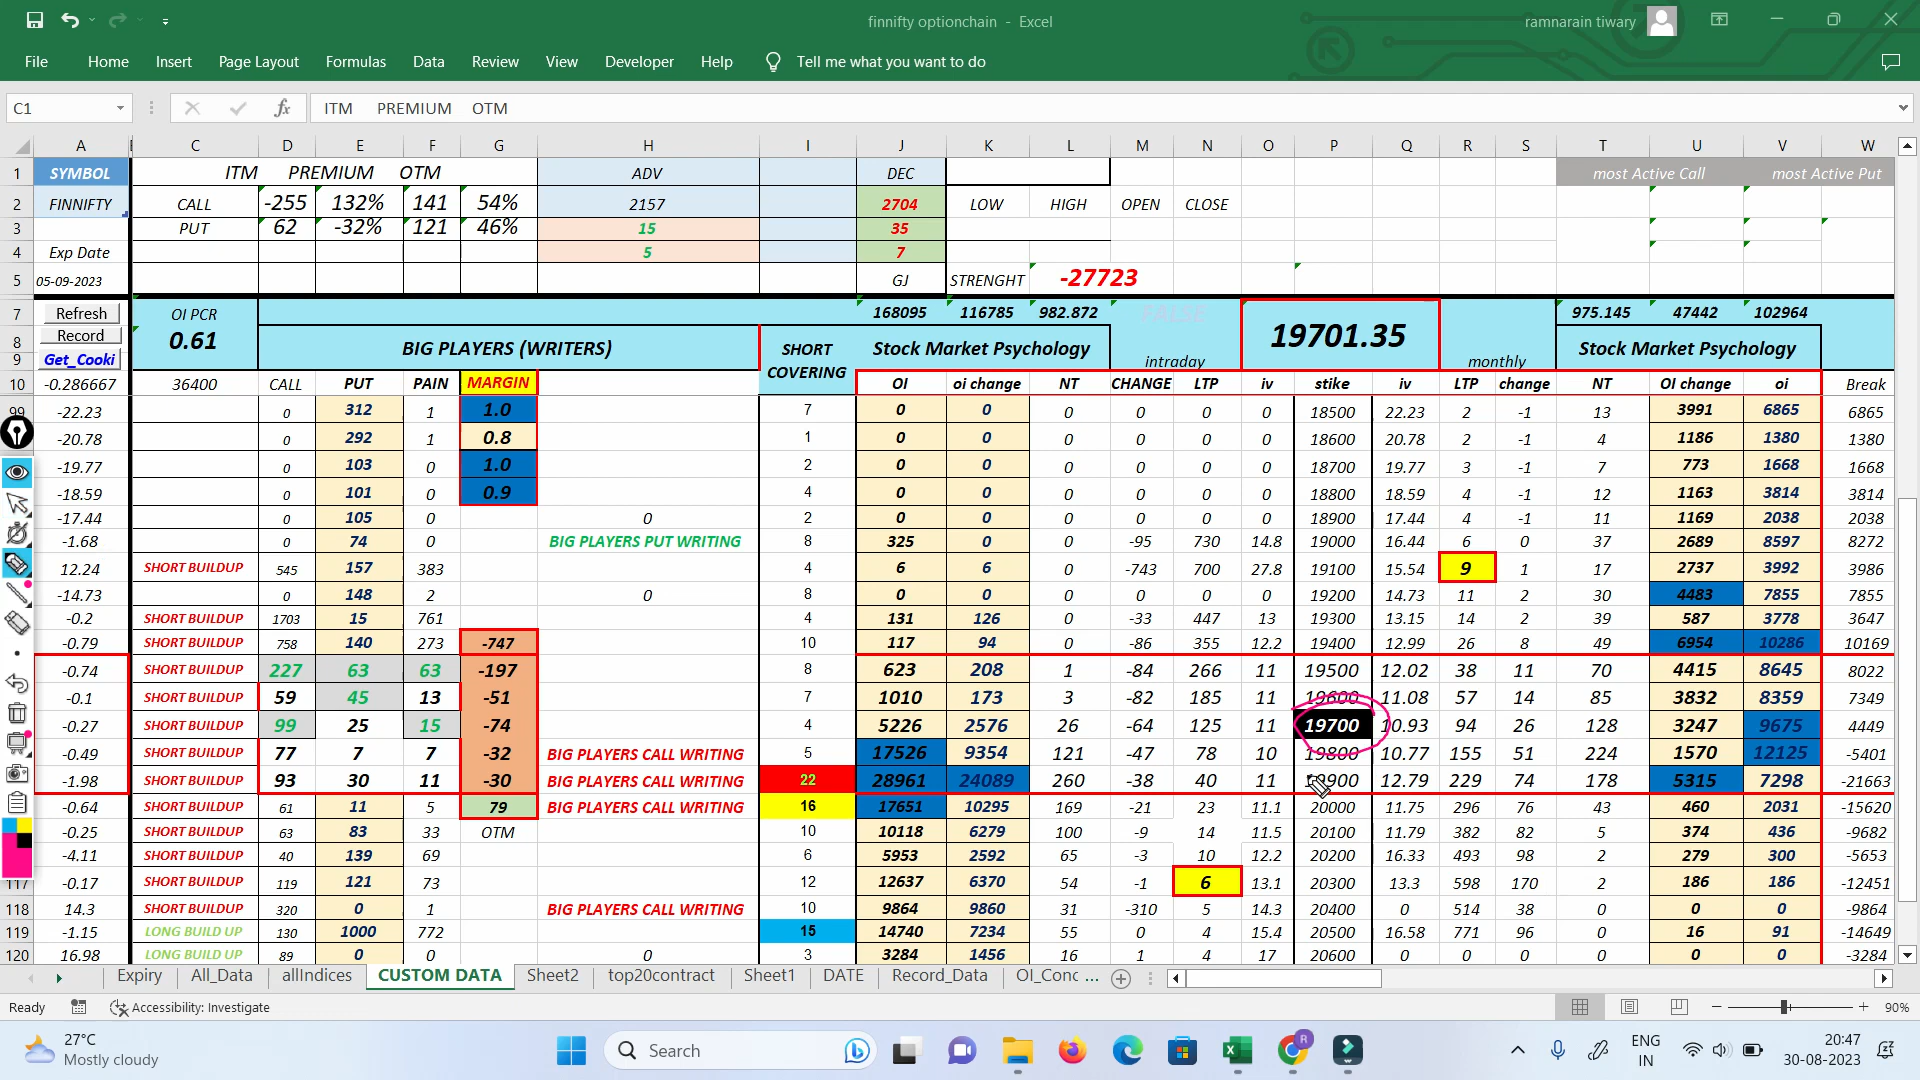 finnifty optionchain - Excel
ramnarain tiwary
File Home Insert Page Layout Formulas Data Review View Developer Help Tell me what you want to do
C1 fx ITM PREMIUM OTM
A C D E F G H I J K L M N O P Q R S T U V W
1 SYMBOL ITM PREMIUM OTM ADV DEC most Active Call most Active Put
2 FINNIFTY CALL -255 132% 141 54% 2157 2704 LOW HIGH OPEN CLOSE
3 PUT 62 -32% 121 46% 15 35
4 Exp Date 5 7
5 05-09-2023 GJ STRENGHT -27723
7 Refresh OI PCR 168095 116785 982.872 FALSE 19701.35 975.145 47442 102964
8 Record 0.61 BIG PLAYERS (WRITERS) SHORT COVERING Stock Market Psychology Stock Market Psychology
9 Get_Cooki intraday monthly
10 -0.286667 36400 CALL PUT PAIN MARGIN OI oi change NT CHANGE LTP iv stike iv LTP change NT OI change oi Break
99 -22.23 0 312 1 1.0 7 0 0 0 0 0 0 18500 22.23 2 -1 13 3991 6865 6865
-20.78 0 292 1 0.8 1 0 0 0 0 0 0 18600 20.78 2 -1 4 1186 1380 1380
-19.77 0 103 0 1.0 2 0 0 0 0 0 0 18700 19.77 3 -1 7 773 1668 1668
-18.59 0 101 0 0.9 4 0 0 0 0 0 0 18800 18.59 4 -1 12 1163 3814 3814
-17.44 0 105 0 0 2 0 0 0 0 0 0 18900 17.44 4 -1 11 1169 2038 2038
-1.68 0 74 0 BIG PLAYERS PUT WRITING 8 325 0 0 -95 730 14.8 19000 16.44 6 0 37 2689 8597 8272
12.24 SHORT BUILDUP 545 157 383 4 6 6 0 -743 700 27.8 19100 15.54 9 1 17 2737 3992 3986
-14.73 0 148 2 0 8 0 0 0 0 0 0 19200 14.73 11 2 30 4483 7855 7855
-0.2 SHORT BUILDUP 1703 15 761 4 131 126 0 -33 447 13 19300 13.15 14 2 39 587 3778 3647
-0.79 SHORT BUILDUP 758 140 273 -747 10 117 94 0 -86 355 12.2 19400 12.99 26 8 49 6954 10286 10169
-0.74 SHORT BUILDUP 227 63 63 -197 8 623 208 1 -84 266 11 19500 12.02 38 11 70 4415 8645 8022
-0.1 SHORT BUILDUP 59 45 13 -51 7 1010 173 3 -82 185 11 19600 11.08 57 14 85 3832 8359 7349
-0.27 SHORT BUILDUP 99 25 15 -74 4 5226 2576 26 -64 125 11 19700 10.93 94 26 128 3247 9675 4449
-0.49 SHORT BUILDUP 77 7 7 -32 BIG PLAYERS CALL WRITING 5 17526 9354 121 -47 78 10 19800 10.77 155 51 224 1570 12125 -5401
-1.98 SHORT BUILDUP 93 30 11 -30 BIG PLAYERS CALL WRITING 22 28961 24089 260 -38 40 11 19900 12.79 229 74 178 5315 7298 -21663
-0.64 SHORT BUILDUP 61 11 5 79 BIG PLAYERS CALL WRITING 16 17651 10295 169 -21 23 11.1 20000 11.75 296 76 43 460 2031 -15620
-0.25 SHORT BUILDUP 63 83 33 OTM 10 10118 6279 100 -9 14 11.5 20100 11.79 382 82 5 374 436 -9682
-4.11 SHORT BUILDUP 40 139 69 6 5953 2592 65 -3 10 12.2 20200 16.33 493 98 2 279 300 -5653
117 -0.17 SHORT BUILDUP 119 121 73 12 12637 6370 54 -1 6 13.1 20300 13.3 598 170 2 186 186 -12451
118 14.3 SHORT BUILDUP 320 0 1 BIG PLAYERS CALL WRITING 10 9864 9860 31 -310 5 14.3 20400 0 514 38 0 0 0 -9864
119 -1.15 LONG BUILD UP 130 1000 772 15 14740 7234 55 0 4 15.4 20500 16.58 771 96 0 16 91 -14649
120 16.98 LONG BUILD UP 89 0 0 0 3 3284 1456 16 1 4 17 20600 0 0 0 0 0 0 -3284
Expiry All_Data allIndices CUSTOM DATA Sheet2 top20contract Sheet1 DATE Record_Data OI_Conc ...
Ready Accessibility: Investigate 90%
27°C
Mostly cloudy
Search
ENG
IN
20:47
30-08-2023